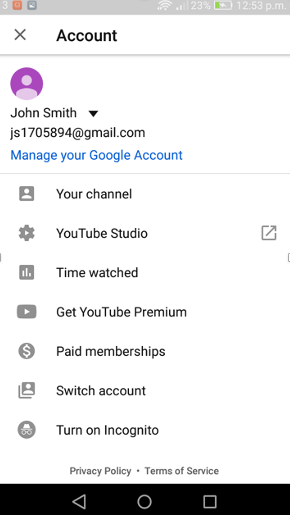 3 23% 12:53 p.m.
Account
John Smith
js1705894@gmail.com
Manage your Google Account
Your channel
YouTube Studio
Time watched
Get YouTube Premium
Paid memberships
Switch account
Turn on Incognito
Privacy Policy • Terms of Service